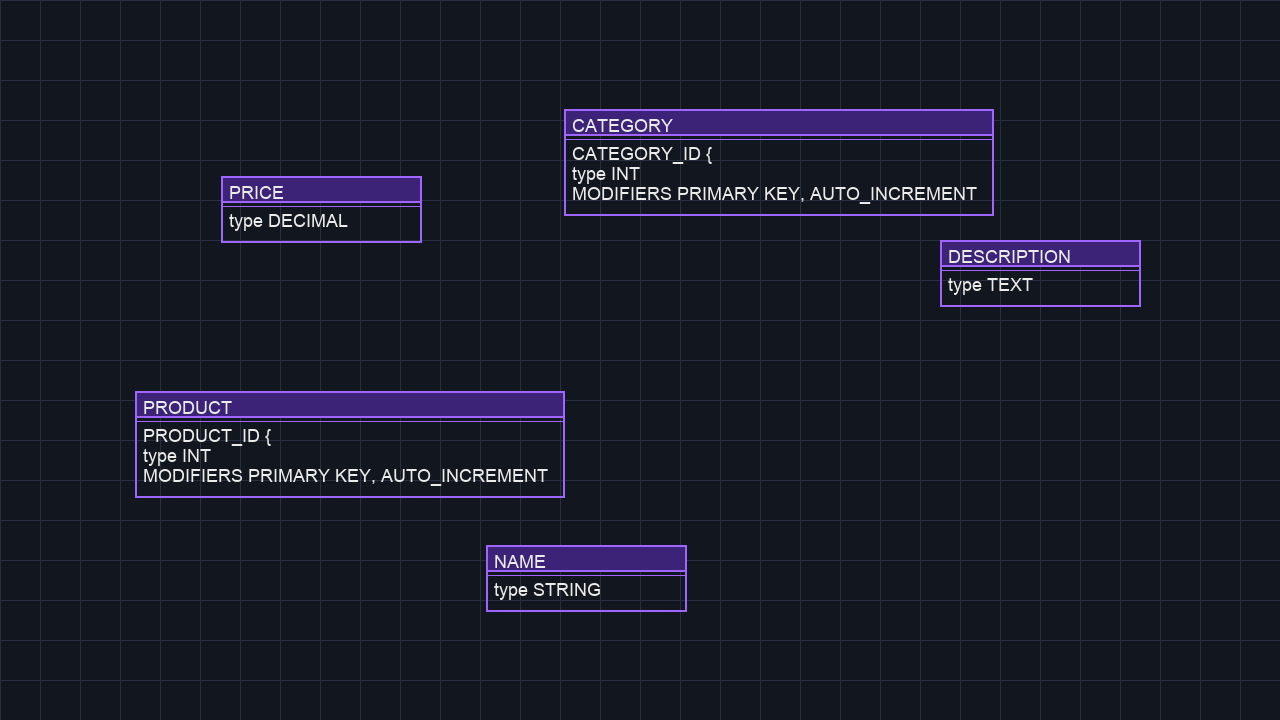 CATEGORY
CATEGORY_ID {
type INT
MODIFIERS PRIMARY KEY, AUTO_INCREMENT
PRICE
type DECIMAL
DESCRIPTION
type TEXT
PRODUCT
PRODUCT_ID {
type INT
MODIFIERS PRIMARY KEY, AUTO_INCREMENT
NAME
type STRING